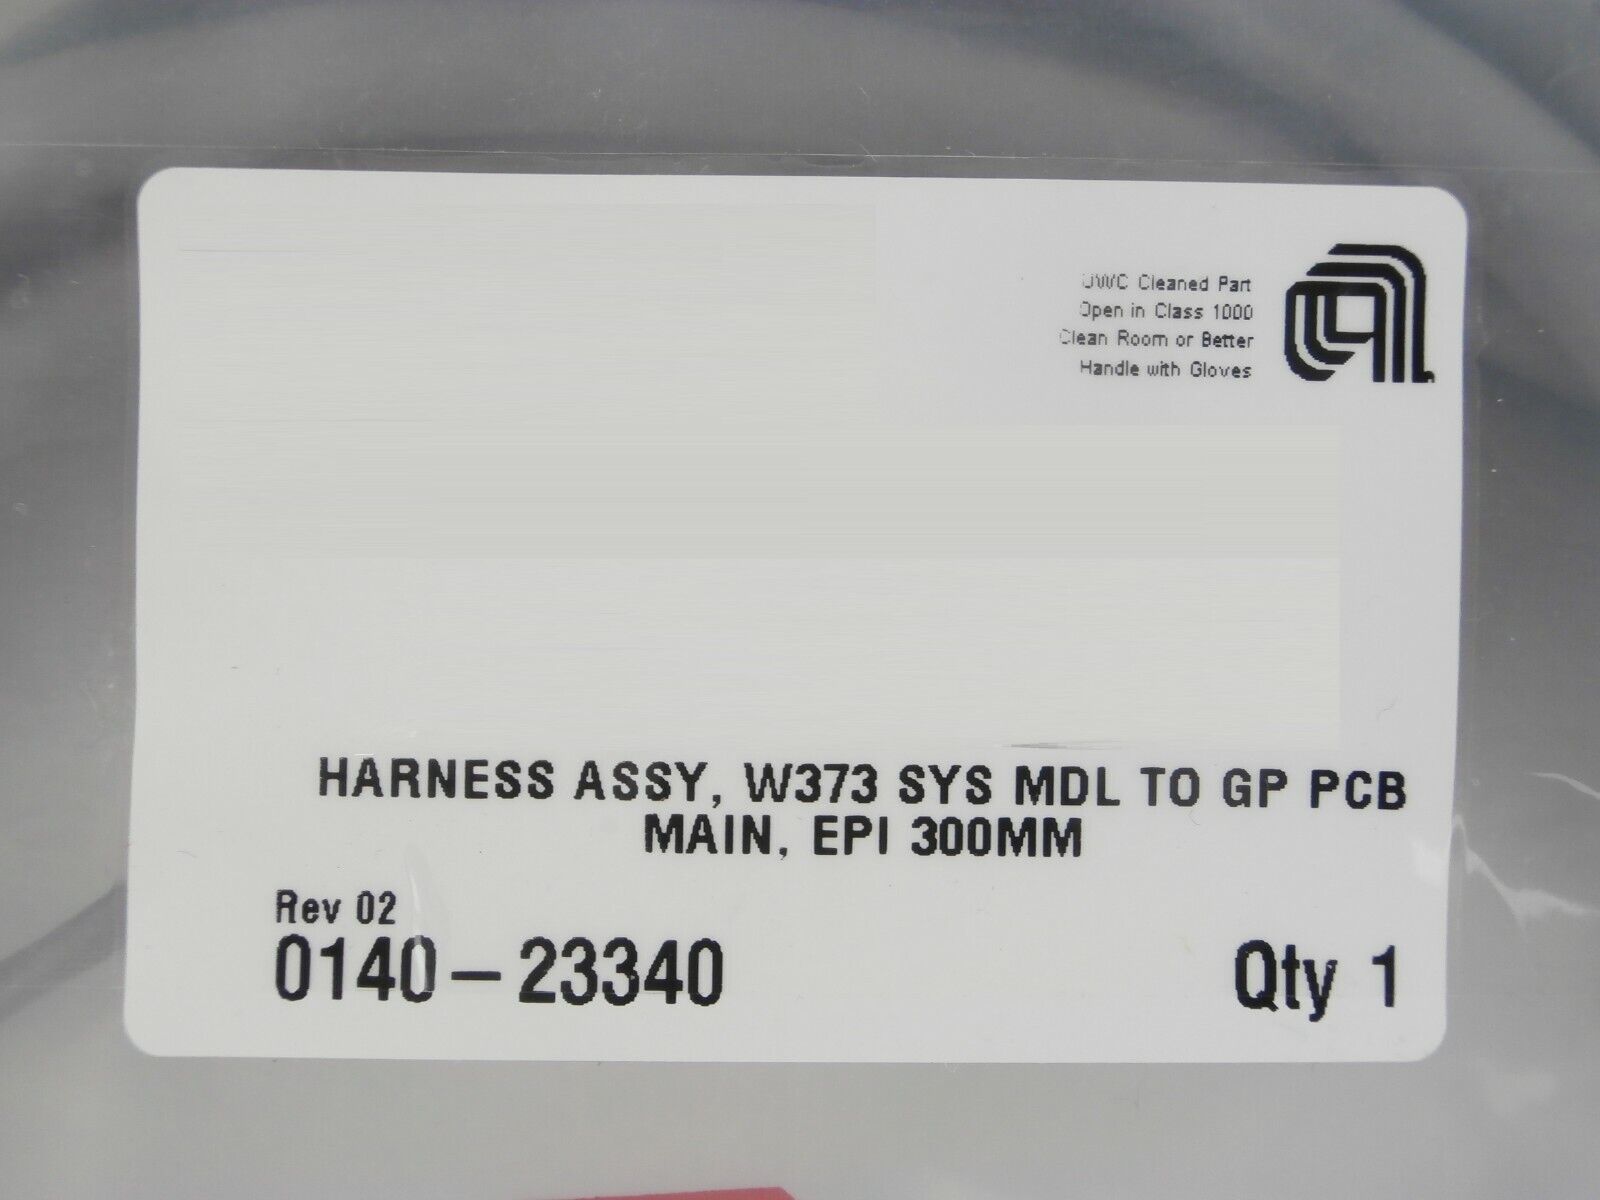 UWC Cleaned Part
Open in Class 1000
Clean Room or Better
Handle with Gloves
HARNESS ASSY, W373 SYS MDL TO GP PCB
MAIN, EPI 300MM
Rev 02
0140-23340
Qty 1